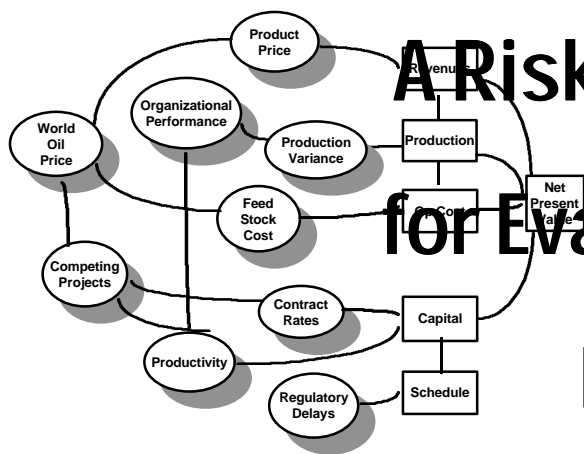 Product
Price
A Risk
Revenues
Organizational
Performance
World
Oil
Price
Production
Variance
Production
Feed
Stock
Cost
Op Cost
Net
Present
Value
for Eva
Competing
Projects
Contract
Rates
Capital
Productivity
Regulatory
Delays
Schedule